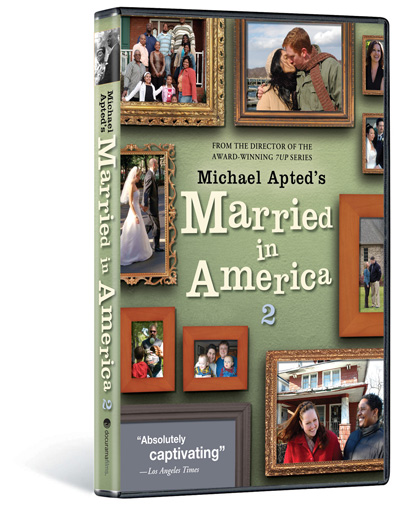 FROM THE DIRECTOR OF THE
AWARD-WINNING 7UP SERIES
Michael Apted's
Married
in
America
2
"Absolutely
captivating"
—Los Angeles Times
Michael
Apted's
Married in America 2
docurama